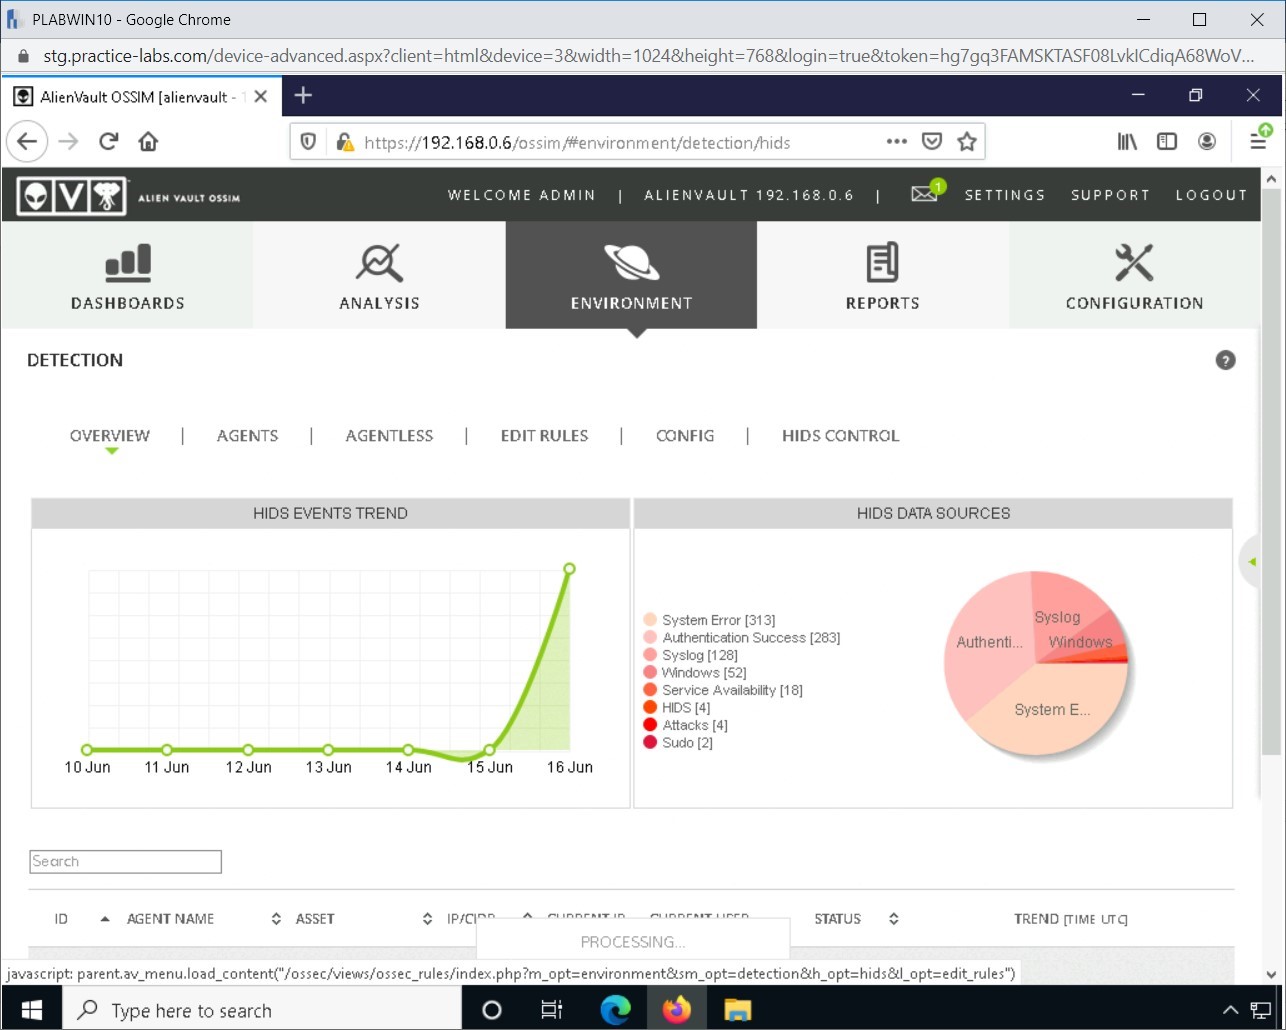 PLABWIN10 - Google Chrome
stg.practice-labs.com/device-advanced.aspx?client=html&device=3&width=1024&height=768&login=true&token=hg7gq3FAMSKTASF08LvkICdiqA68WoV...
AlienVault OSSIM [alienvault - 1
https://192.168.0.6/ossim/#environment/detection/hids
ALIEN VAULT OSSIM
WELCOME ADMIN | ALIENVAULT 192.168.0.6 | 1 SETTINGS SUPPORT LOGOUT
DASHBOARDS ANALYSIS ENVIRONMENT REPORTS CONFIGURATION
DETECTION
OVERVIEW | AGENTS | AGENTLESS | EDIT RULES | CONFIG | HIDS CONTROL
HIDS EVENTS TREND
10 Jun 11 Jun 12 Jun 13 Jun 14 Jun 15 Jun 16 Jun
HIDS DATA SOURCES
System Error [313]
Authentication Success [283]
Syslog [128]
Windows [52]
Service Availability [18]
HIDS [4]
Attacks [4]
Sudo [2]
Syslog
Authenti... Windows
System E...
Search
ID AGENT NAME ASSET IP/CIDR CURRENT IP CURRENT USER STATUS TREND [TIME UTC]
PROCESSING...
javascript: parent.av_menu.load_content("/ossec/views/ossec_rules/index.php?m_opt=environment&sm_opt=detection&h_opt=hids&l_opt=edit_rules")
Type here to search